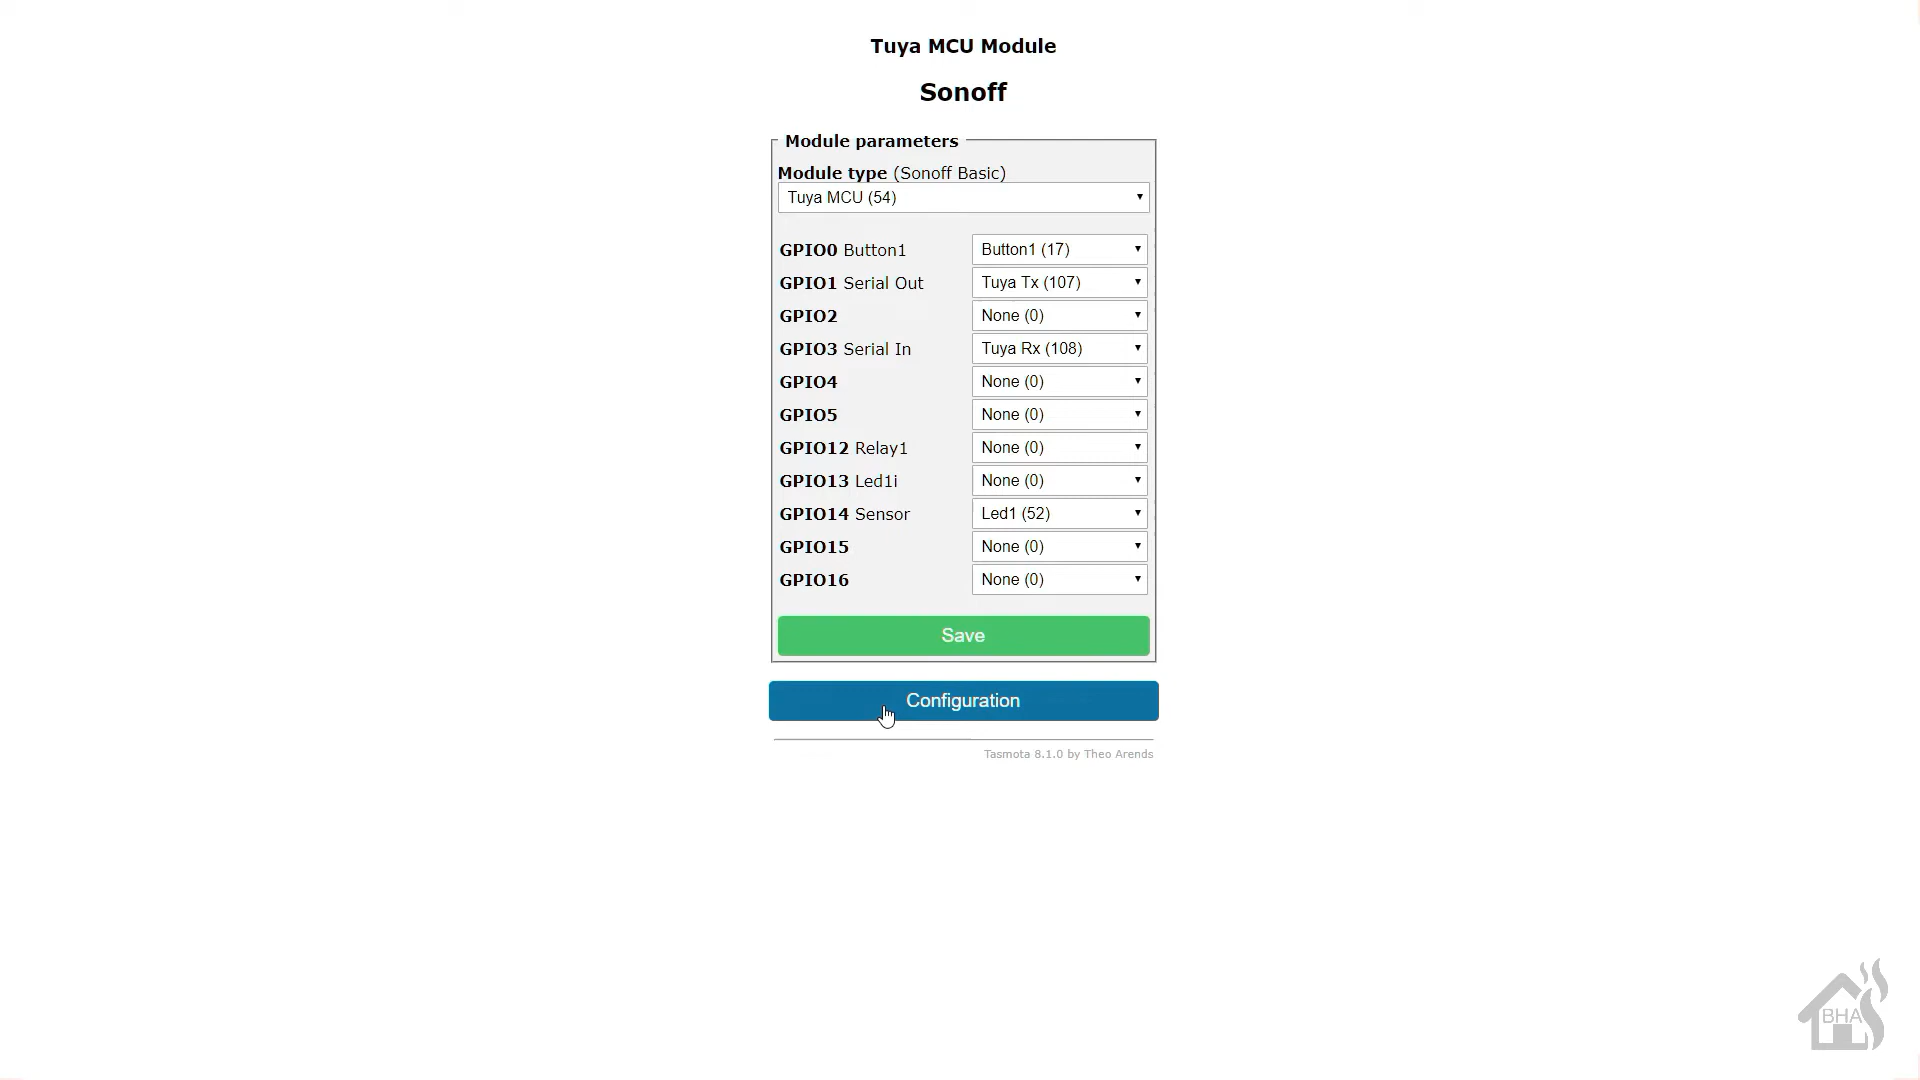 Tuya MCU Module
Sonoff
Module parameters
Module type (Sonoff Basic)
Tuya MCU (54)
GPIO0 Button1 Button1 (17)
GPIO1 Serial Out Tuya Tx (107)
GPIO2 None (0)
GPIO3 Serial In Tuya Rx (108)
GPIO4 None (0)
GPIO5 None (0)
GPIO12 Relay1 None (0)
GPIO13 Led1i None (0)
GPIO14 Sensor Led1 (52)
GPIO15 None (0)
GPIO16 None (0)
Save
Configuration
Tasmota 8.1.0 by Theo Arends
BHA